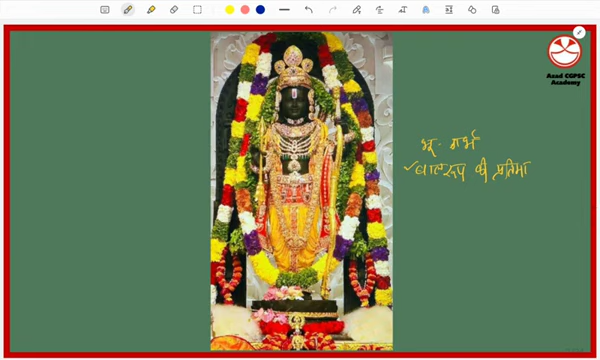 Azad CGPSC
Academy
भू - गर्भ
✓ बालरूप की प्रतिमा